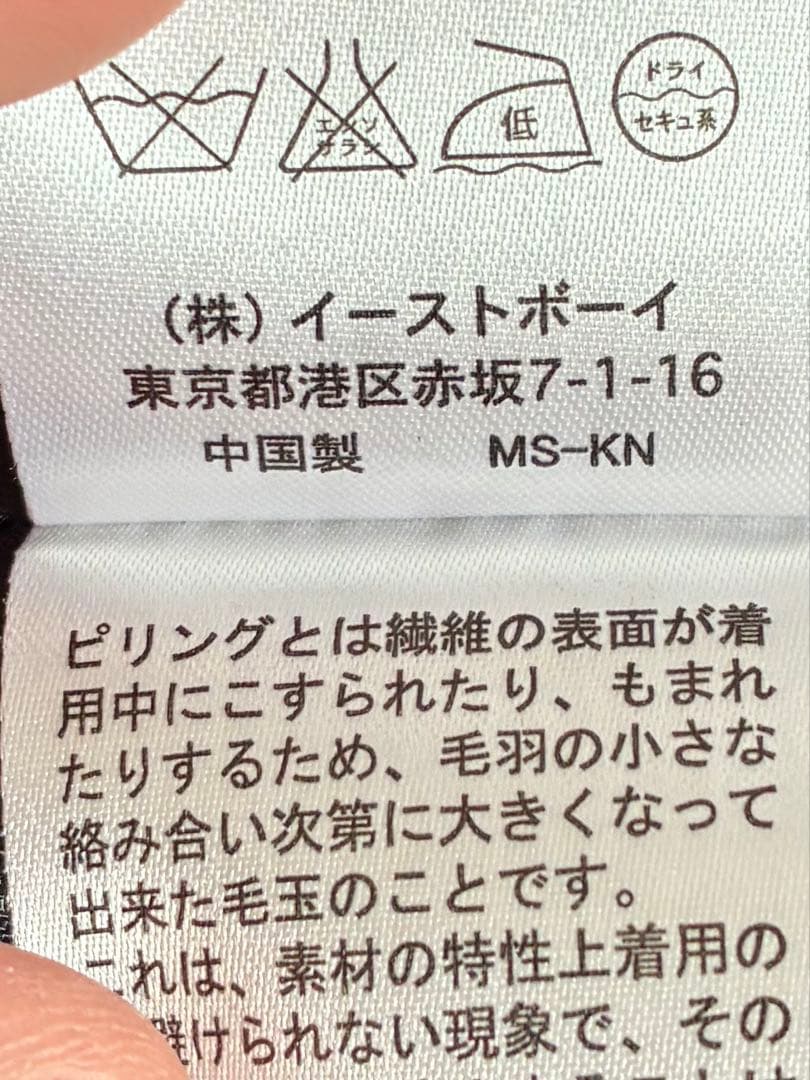 エンソ
サラシ
低
ドライ
セキュ系
(株)イーストボーイ
東京都港区赤坂7-1-16
中国製 MS-KN
ピリングとは繊維の表面が着
用中にこすられたり、もまれ
たりするため、毛羽の小さな
絡み合い次第に大きくなって
出来た毛玉のことです。
これは、素材の特性上着用の
避けられない現象で、その